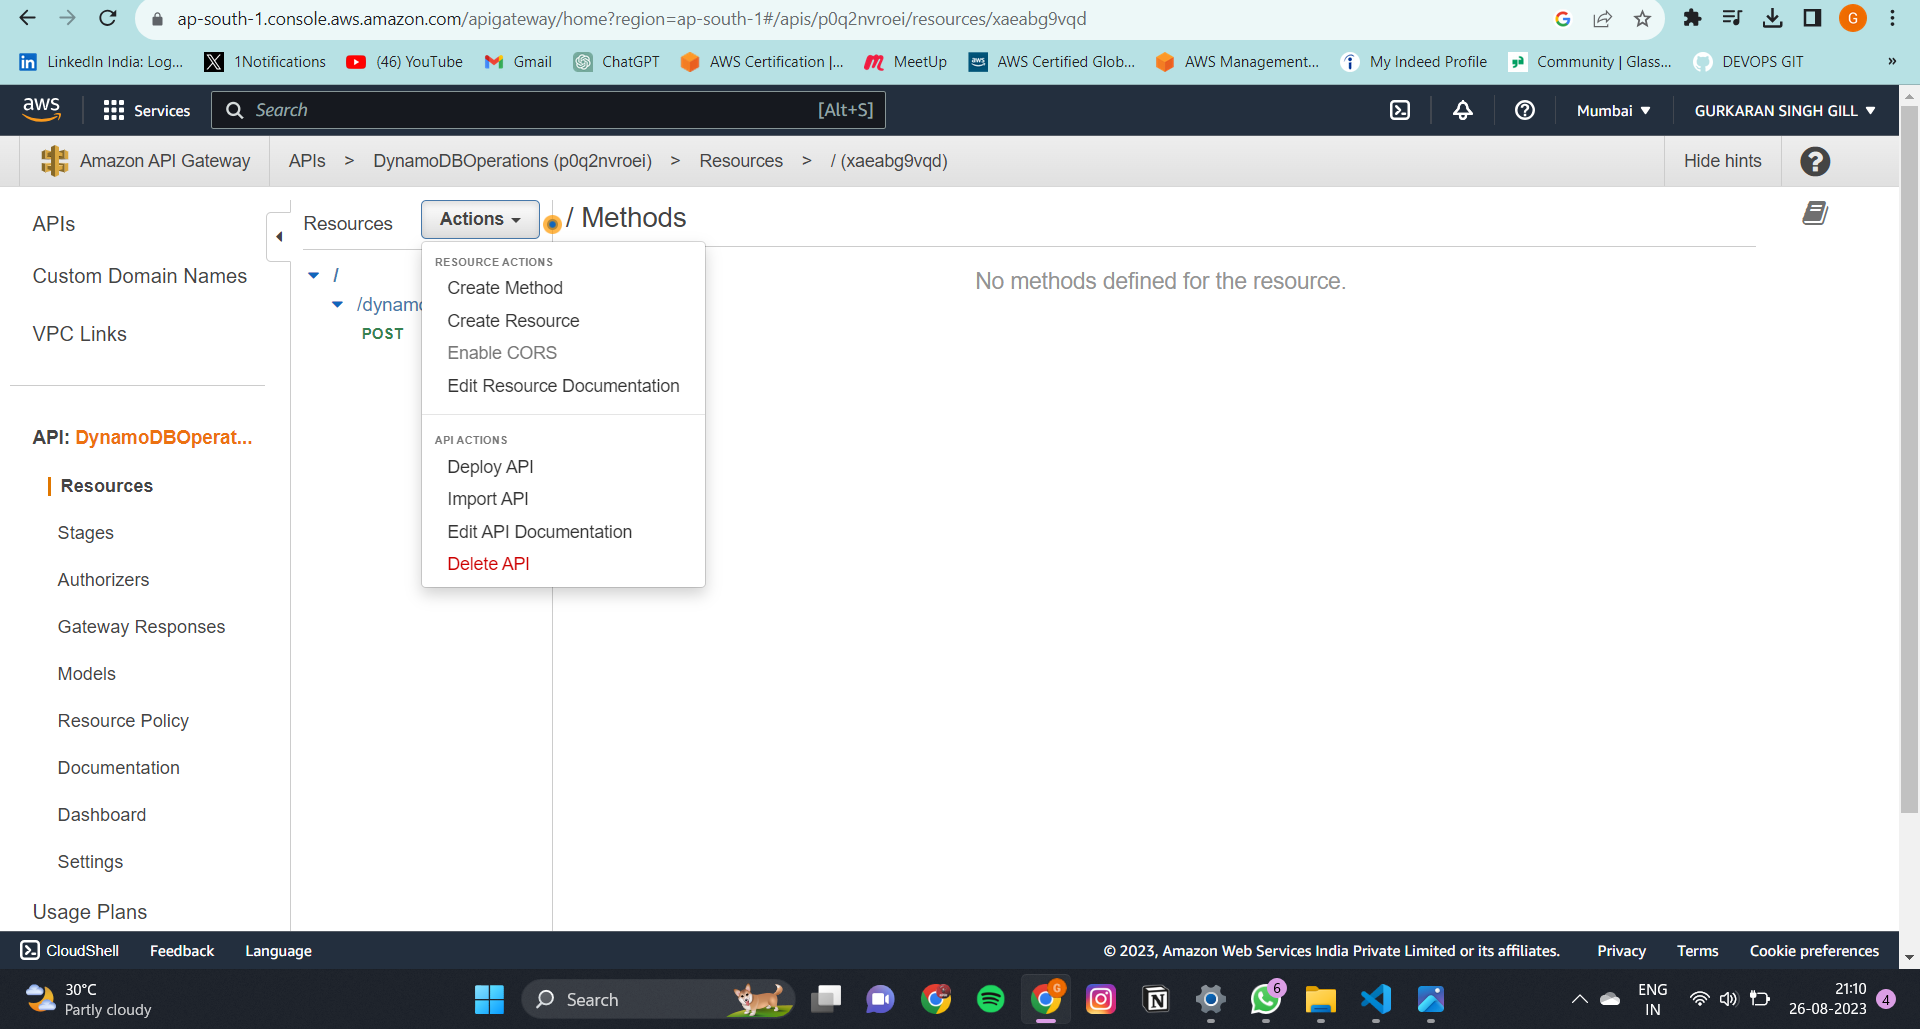 ap-south-1.console.aws.amazon.com/apigateway/home?region=ap-south-1#/apis/p0q2nvroei/resources/xaeabg9vqd
G
LinkedIn India: Log... 1Notifications (46) YouTube Gmail ChatGPT AWS Certification |... MeetUp AWS Certified Glob... AWS Management... My Indeed Profile Community | Glass... DEVOPS GIT »
aws Services Search [Alt+S] Mumbai ▼ GURKARAN SINGH GILL ▼
Amazon API Gateway APIs > DynamoDBOperations (p0q2nvroei) > Resources > / (xaeabg9vqd) Hide hints ?
APIs
Custom Domain Names
VPC Links
API: DynamoDBOperat...
Resources
Stages
Authorizers
Gateway Responses
Models
Resource Policy
Documentation
Dashboard
Settings
Usage Plans
Resources Actions
/
/dynamo
POST
RESOURCE ACTIONS
Create Method
Create Resource
Enable CORS
Edit Resource Documentation
API ACTIONS
Deploy API
Import API
Edit API Documentation
Delete API
/ Methods
No methods defined for the resource.
CloudShell Feedback Language © 2023, Amazon Web Services India Private Limited or its affiliates. Privacy Terms Cookie preferences
30°C
Partly cloudy
Search
G
6
ENG
IN
21:10
26-08-2023
4